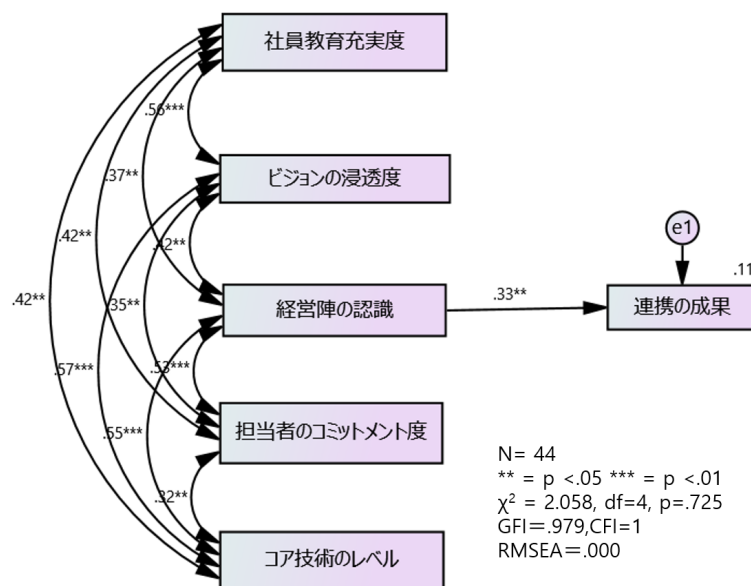 社員教育充実度
.56***
ビジョンの浸透度
.37**
e1
.42**
.42**
.11
.42**
.35**
経営陣の認識
.33**
連携の成果
.57***
.53***
.55***
担当者のコミットメント度
.32**
コア技術のレベル
N= 44
** = p <.05 *** = p <.01
χ² = 2.058, df=4, p=.725
GFI=.979,CFI=1
RMSEA=.000